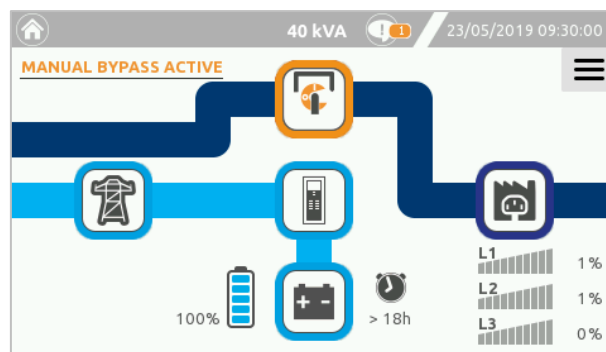 40 kVA 1 23/05/2019 09:30:00
MANUAL BYPASS ACTIVE
L1 1%
L2 1%
L3 0%
100%
> 18h